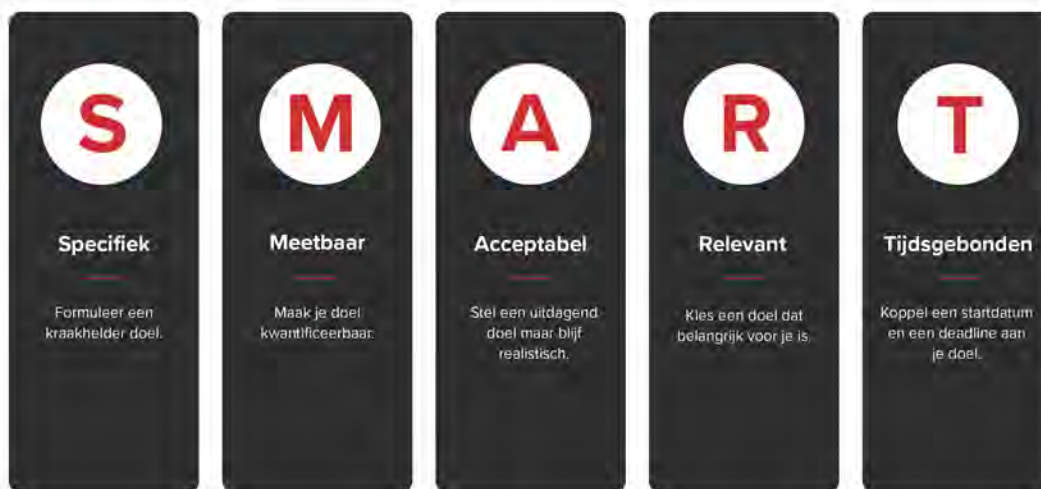 S
Specifiek
Formuleer een
kraakhelder doel.
M
Meetbaar
Maak je doel
kwantificeerbaar.
A
Acceptabel
Stel een uitdagend
doel maar blijf
realistisch.
R
Relevant
Kies een doel dat
belangrijk voor je is.
T
Tijdsgebonden
Koppel een startdatum
en een deadline aan
je doel.